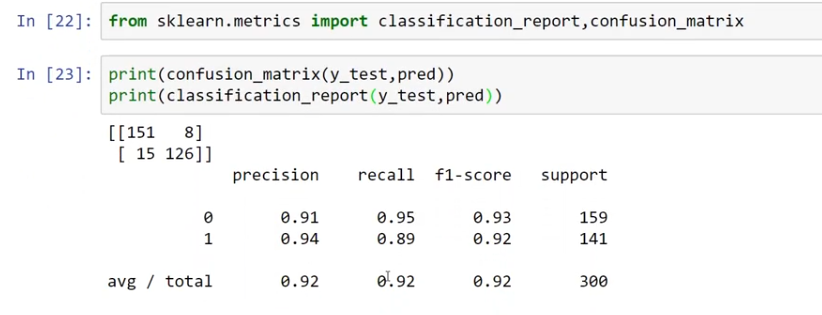 In [22]: from sklearn.metrics import classification_report,confusion_matrix
In [23]: print(confusion_matrix(y_test,pred))
print(classification_report(y_test,pred))
[[151   8]
 [ 15 126]]
precision recall f1-score support
0 0.91 0.95 0.93 159
1 0.94 0.89 0.92 141
avg / total 0.92 0.92 0.92 300